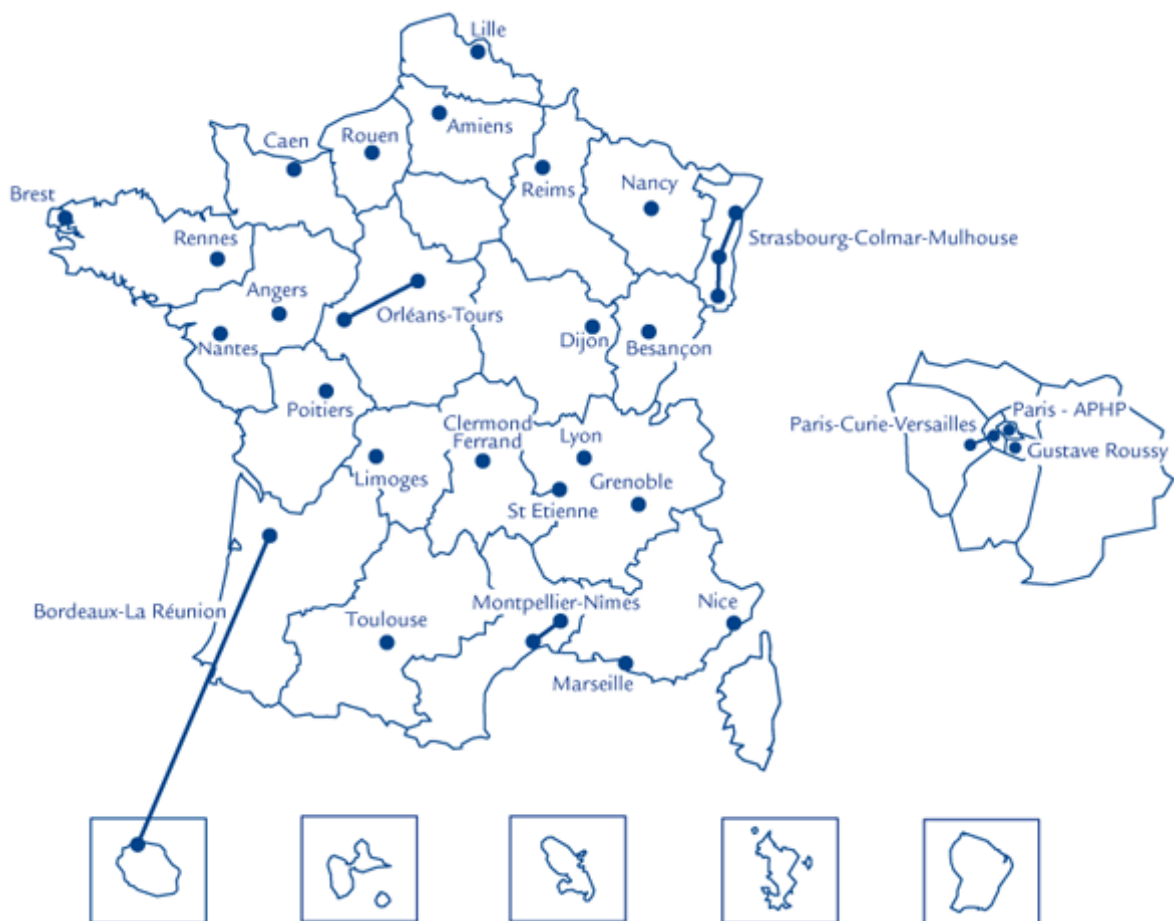 Lille
Amiens
Caen
Rouen
Reims
Nancy
Brest
Rennes
Strasbourg-Colmar-Mulhouse
Angers
Orléans-Tours
Nantes
Dijon
Besançon
Poitiers
Paris - APHP
Paris-Curie-Versailles
Gustave Roussy
Clermond
Ferrand
Lyon
Limoges
Grenoble
St Etienne
Bordeaux-La Réunion
Montpellier-Nîmes
Nice
Toulouse
Marseille